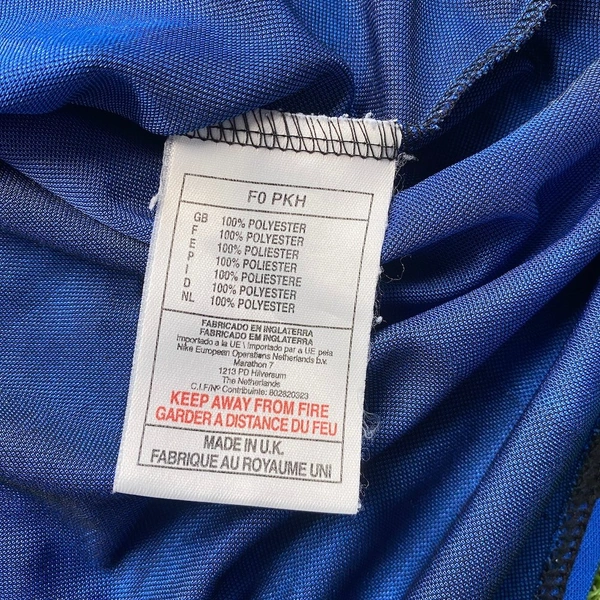 F0 PKH
GB 100% POLYESTER
F 100% POLYESTER
E 100% POLIESTER
P 100% POLIESTER
I 100% POLIESTERE
D 100% POLYESTER
NL 100% POLYESTER
FABRICADO EN INGLATERRA
FABRICADO EM INGLATERRA
Importado a la UE \ Importado par a UE pela
Nike European Operations Netherlands b.v.
Marathon 7
1213 PD Hilversum
The Netherlands
C.I.F/Nº Contribuinte: 802820323
KEEP AWAY FROM FIRE
GARDER A DISTANCE DU FEU
MADE IN U.K.
FABRIQUE AU ROYAUME UNI